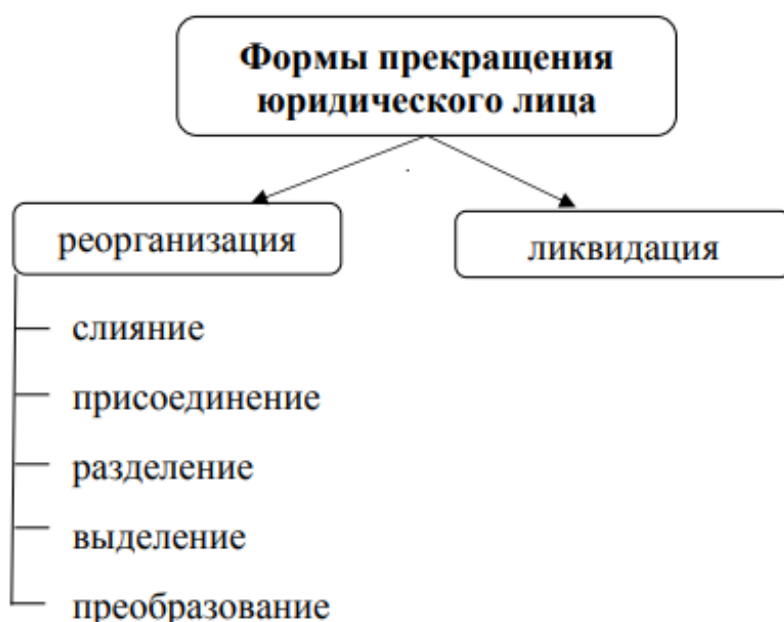 Формы прекращения
юридического лица
реорганизация
ликвидация
слияние
присоединение
разделение
выделение
преобразование